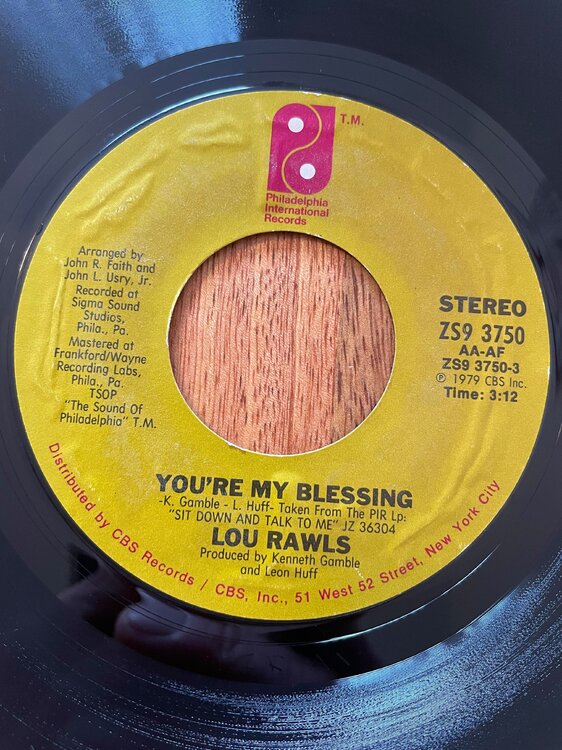 T.M.
Philadelphia
International
Records
Arranged by
John R. Faith and
John L. Usry, Jr.
Recorded at
Sigma Sound
Studios,
Phila., Pa.
Mastered at
Frankford/Wayne
Recording Labs,
Phila., Pa.
TSOP
"The Sound Of
Philadelphia" T.M.
STEREO
ZS9 3750
AA-AF
ZS9 3750-3
℗ 1979 CBS Inc.
Time: 3:12
YOU'RE MY BLESSING
-K. Gamble - L. Huff- Taken From The PIR Lp:
"SIT DOWN AND TALK TO ME" JZ 36304
LOU RAWLS
Produced by Kenneth Gamble
and Leon Huff
Distributed by CBS Records / CBS, Inc., 51 West 52 Street, New York City